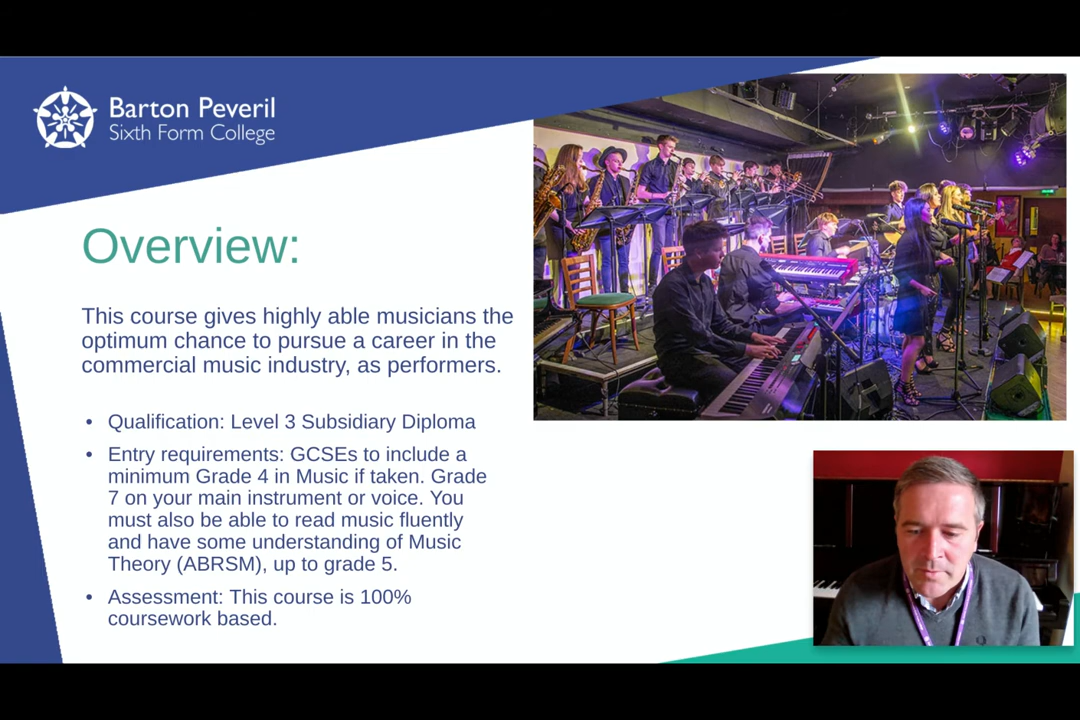 Barton Peveril
Sixth Form College
Overview:
This course gives highly able musicians the
optimum chance to pursue a career in the
commercial music industry, as performers.
• Qualification: Level 3 Subsidiary Diploma
• Entry requirements: GCSEs to include a
minimum Grade 4 in Music if taken. Grade
7 on your main instrument or voice. You
must also be able to read music fluently
and have some understanding of Music
Theory (ABRSM), up to grade 5.
• Assessment: This course is 100%
coursework based.